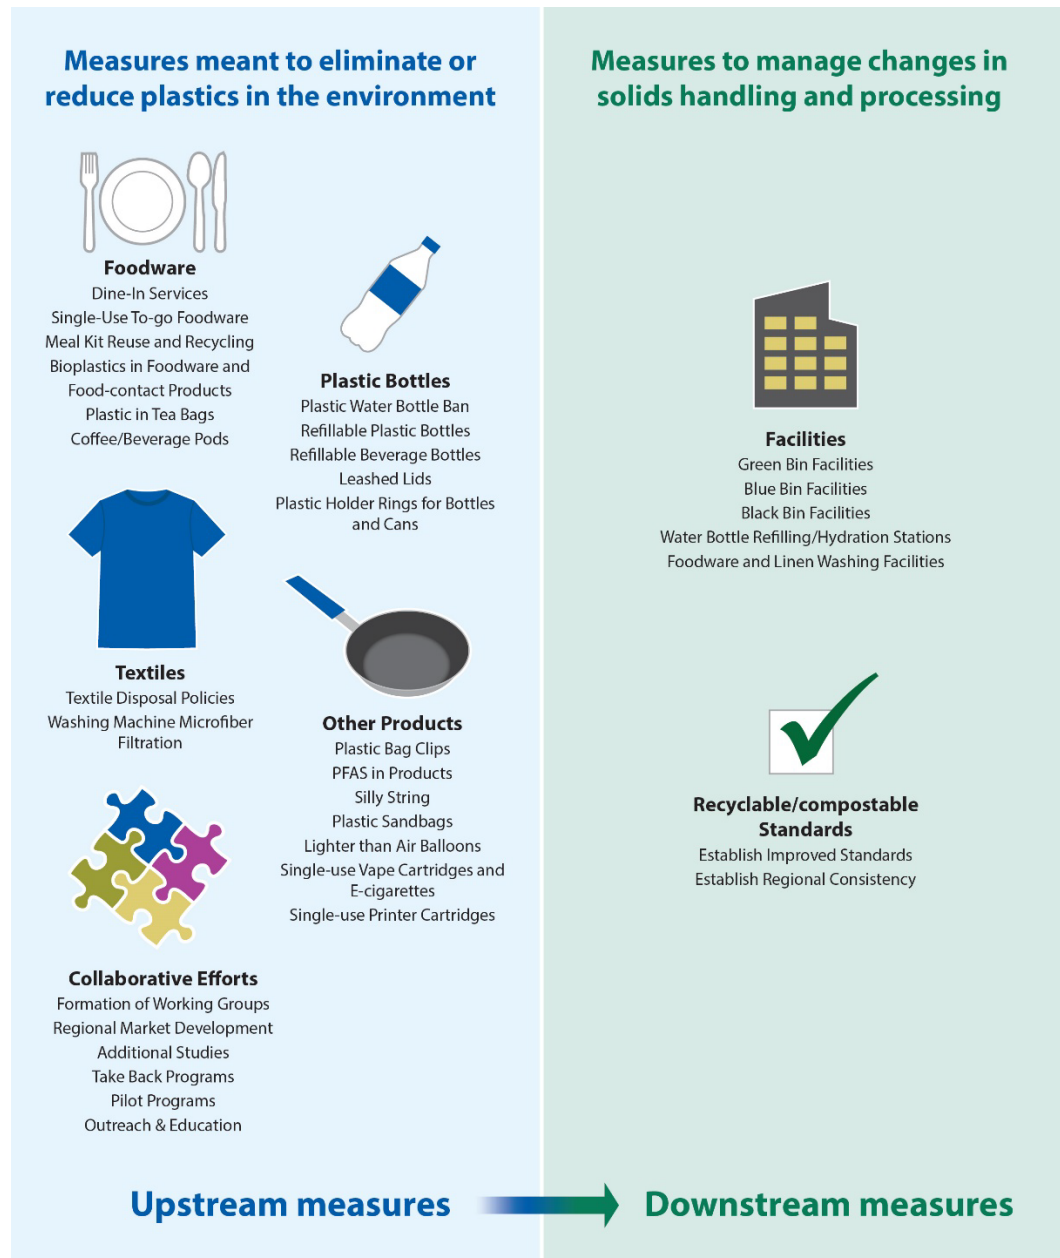 Measures meant to eliminate or
reduce plastics in the environment
Foodware
Dine-In Services
Single-Use To-go Foodware
Meal Kit Reuse and Recycling
Bioplastics in Foodware and
Food-contact Products
Plastic in Tea Bags
Coffee/Beverage Pods
Plastic Bottles
Plastic Water Bottle Ban
Refillable Plastic Bottles
Refillable Beverage Bottles
Leashed Lids
Plastic Holder Rings for Bottles
and Cans
Textiles
Textile Disposal Policies
Washing Machine Microfiber
Filtration
Other Products
Plastic Bag Clips
PFAS in Products
Silly String
Plastic Sandbags
Lighter than Air Balloons
Single-use Vape Cartridges and
E-cigarettes
Single-use Printer Cartridges
Collaborative Efforts
Formation of Working Groups
Regional Market Development
Additional Studies
Take Back Programs
Pilot Programs
Outreach & Education
Upstream measures
Measures to manage changes in
solids handling and processing
Facilities
Green Bin Facilities
Blue Bin Facilities
Black Bin Facilities
Water Bottle Refilling/Hydration Stations
Foodware and Linen Washing Facilities
Recyclable/compostable
Standards
Establish Improved Standards
Establish Regional Consistency
Downstream measures